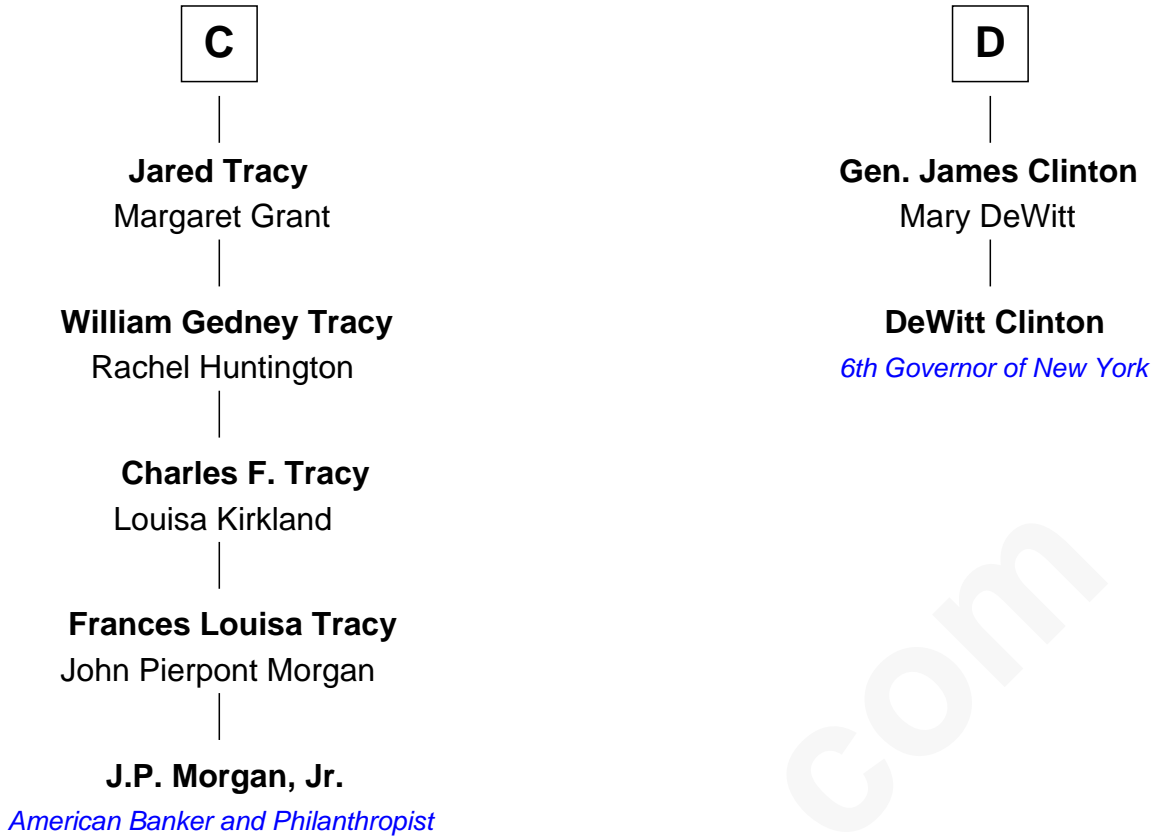 C
Jared Tracy
Margaret Grant
William Gedney Tracy
Rachel Huntington
Charles F. Tracy
Louisa Kirkland
Frances Louisa Tracy
John Pierpont Morgan
J.P. Morgan, Jr.
American Banker and Philanthropist
D
Gen. James Clinton
Mary DeWitt
DeWitt Clinton
6th Governor of New York
com